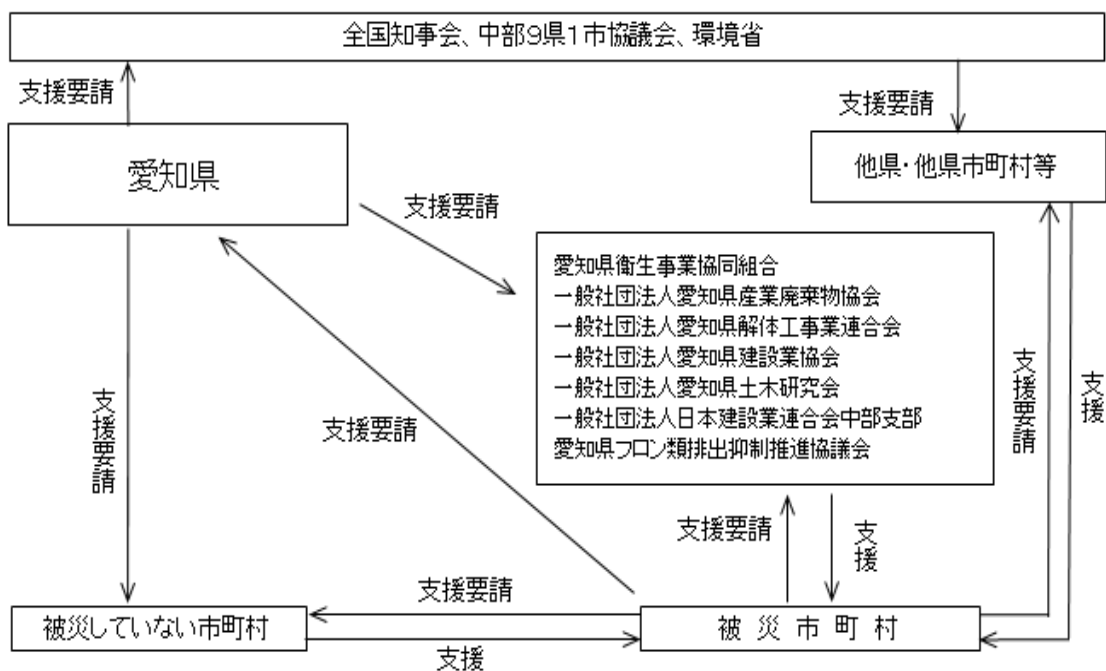 全国知事会、中部9県1市協議会、環境省
支援要請
支援要請
愛知県
他県・他県市町村等
支援要請
愛知県衛生事業協同組合
一般社団法人愛知県産業廃棄物協会
一般社団法人愛知県解体工事業連合会
一般社団法人愛知県建設業協会
一般社団法人愛知県土木研究会
一般社団法人日本建設業連合会中部支部
愛知県フロン類排出抑制推進協議会
支援要請
支援要請
支援要請
支援
支援要請
支援
支援要請
被災していない市町村
支援
被災市町村